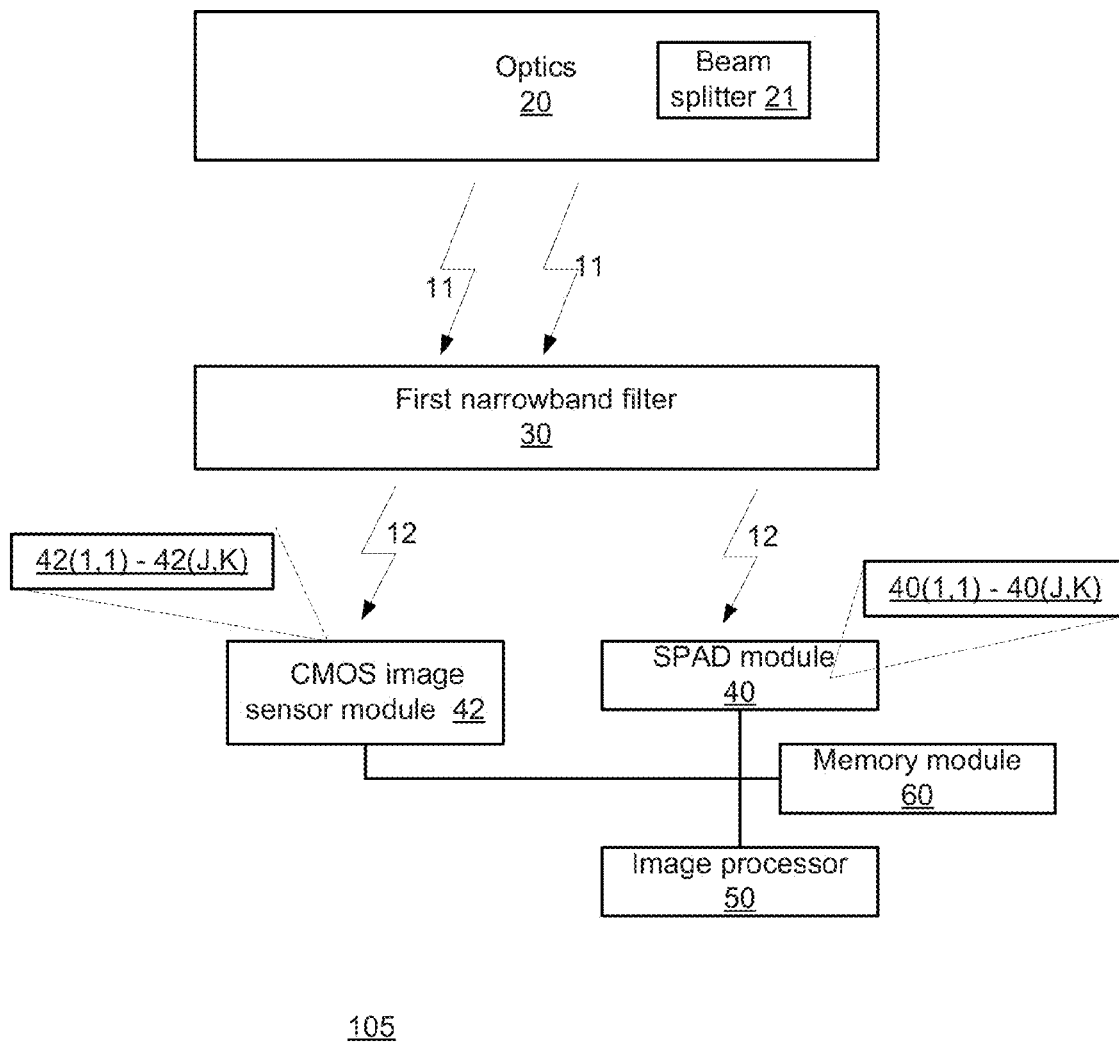 Optics
20
Beam
splitter 21
11
11
First narrowband filter
30
12
12
42(1,1) - 42(J,K)
40(1,1) - 40(J,K)
CMOS image
sensor module 42
SPAD module
40
Memory module
60
Image processor
50
105